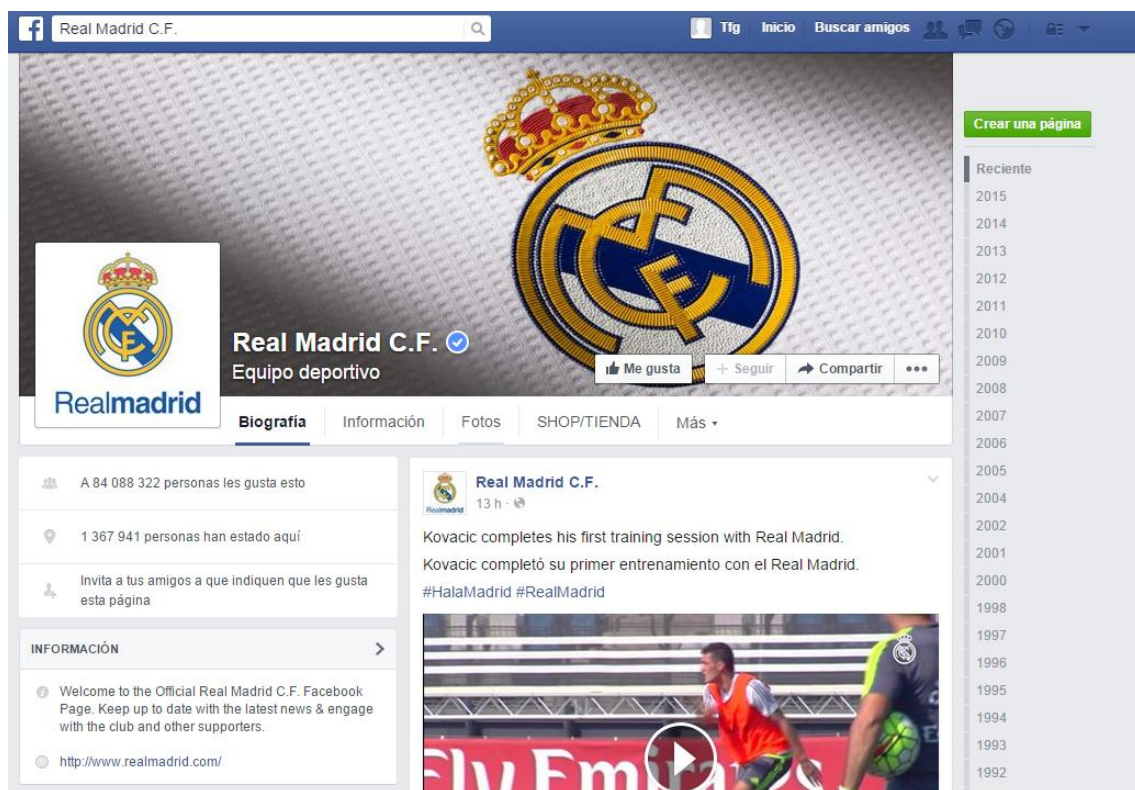 Real Madrid C.F.
Tfg Inicio Buscar amigos
Crear una página
Reciente
2015
2014
2013
2012
2011
2010
2009
2008
2007
2006
2005
2004
2002
2001
2000
1998
1997
1996
1995
1994
1993
1992
Realmadrid
Real Madrid C.F.
Equipo deportivo
Me gusta + Seguir Compartir
Biografía Información Fotos SHOP/TIENDA Más
A 84 088 322 personas les gusta esto
1 367 941 personas han estado aquí
Invita a tus amigos a que indiquen que les gusta
esta página
INFORMACIÓN
Welcome to the Official Real Madrid C.F. Facebook
Page. Keep up to date with the latest news & engage
with the club and other supporters.
http://www.realmadrid.com/
Realmadrid
Real Madrid C.F.
13 h ·
Kovacic completes his first training session with Real Madrid.
Kovacic completó su primer entrenamiento con el Real Madrid.
#HalaMadrid #RealMadrid
Fly Emirates